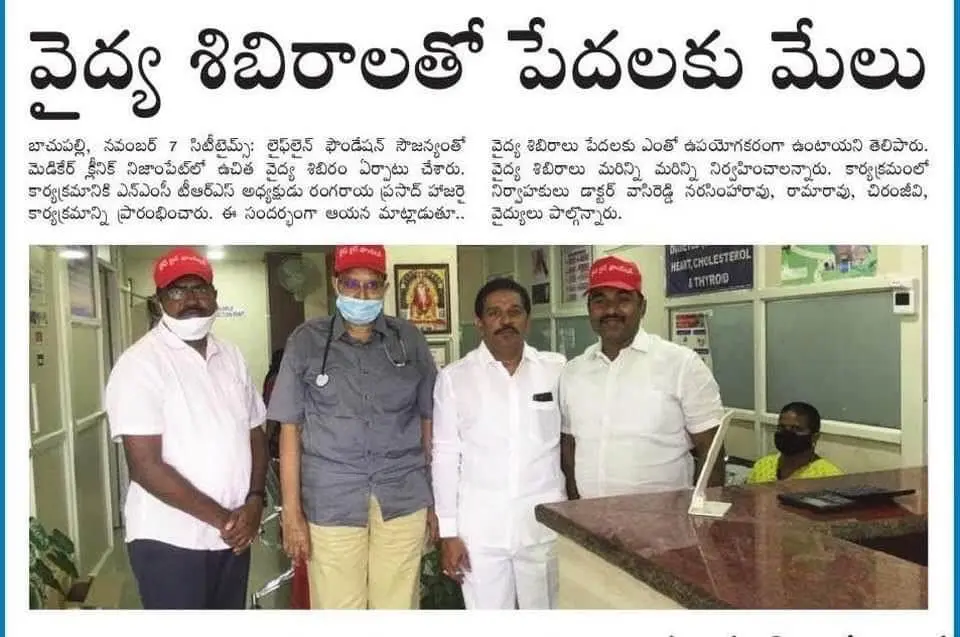 వైద్య శిబిరాలతో పేదలకు మేలు
బాచుపల్లి, నవంబర్ 7 సిటీటైమ్స్: లైఫ్‌లైన్ ఫౌండేషన్ సౌజన్యంతో
మెడికేర్ క్లినిక్ నిజాంపేట్‌లో ఉచిత వైద్య శిబిరం ఏర్పాటు చేశారు.
కార్యక్రమానికి ఎన్ఎంసీ టీఆర్ఎస్ అధ్యక్షుడు రంగరాయ ప్రసాద్ హాజరై
కార్యక్రమాన్ని ప్రారంభించారు. ఈ సందర్భంగా ఆయన మాట్లాడుతూ..
వైద్య శిబిరాలు పేదలకు ఎంతో ఉపయోగకరంగా ఉంటాయని తెలిపారు.
వైద్య శిబిరాలు మరిన్ని మరిన్ని నిర్వహించాలన్నారు. కార్యక్రమంలో
నిర్వాహకులు డాక్టర్ వాసిరెడ్డి నరసింహారావు, రామారావు, చిరంజీవి,
వైద్యులు పాల్గొన్నారు.
HEART, CHOLESTEROL
& THYROID